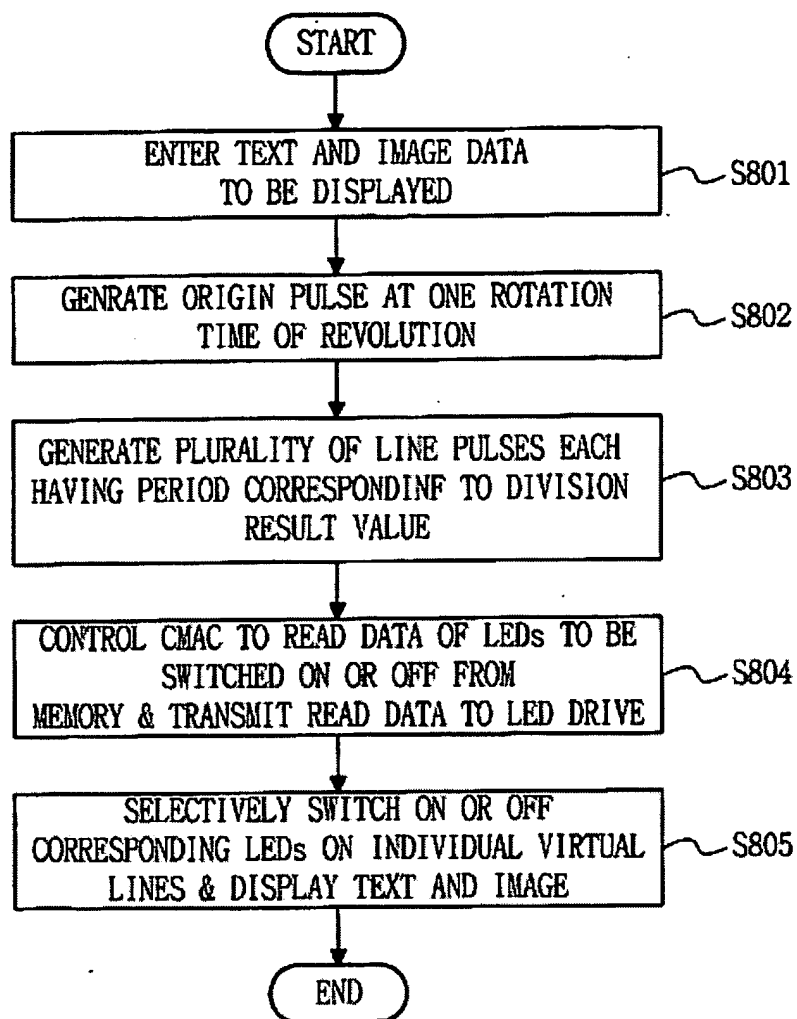 START
ENTER TEXT AND IMAGE DATA
TO BE DISPLAYED
S801
GENRATE ORIGIN PULSE AT ONE ROTATION
TIME OF REVOLUTION
S802
GENERATE PLURALITY OF LINE PULSES EACH
HAVING PERIOD CORRESPONDINF TO DIVISION
RESULT VALUE
S803
CONTROL CMAC TO READ DATA OF LEDs TO BE
SWITCHED ON OR OFF FROM
MEMORY & TRANSMIT READ DATA TO LED DRIVE
S804
SELECTIVELY SWITCH ON OR OFF
CORRESPONDING LEDs ON INDIVIDUAL VIRTUAL
LINES & DISPLAY TEXT AND IMAGE
S805
END